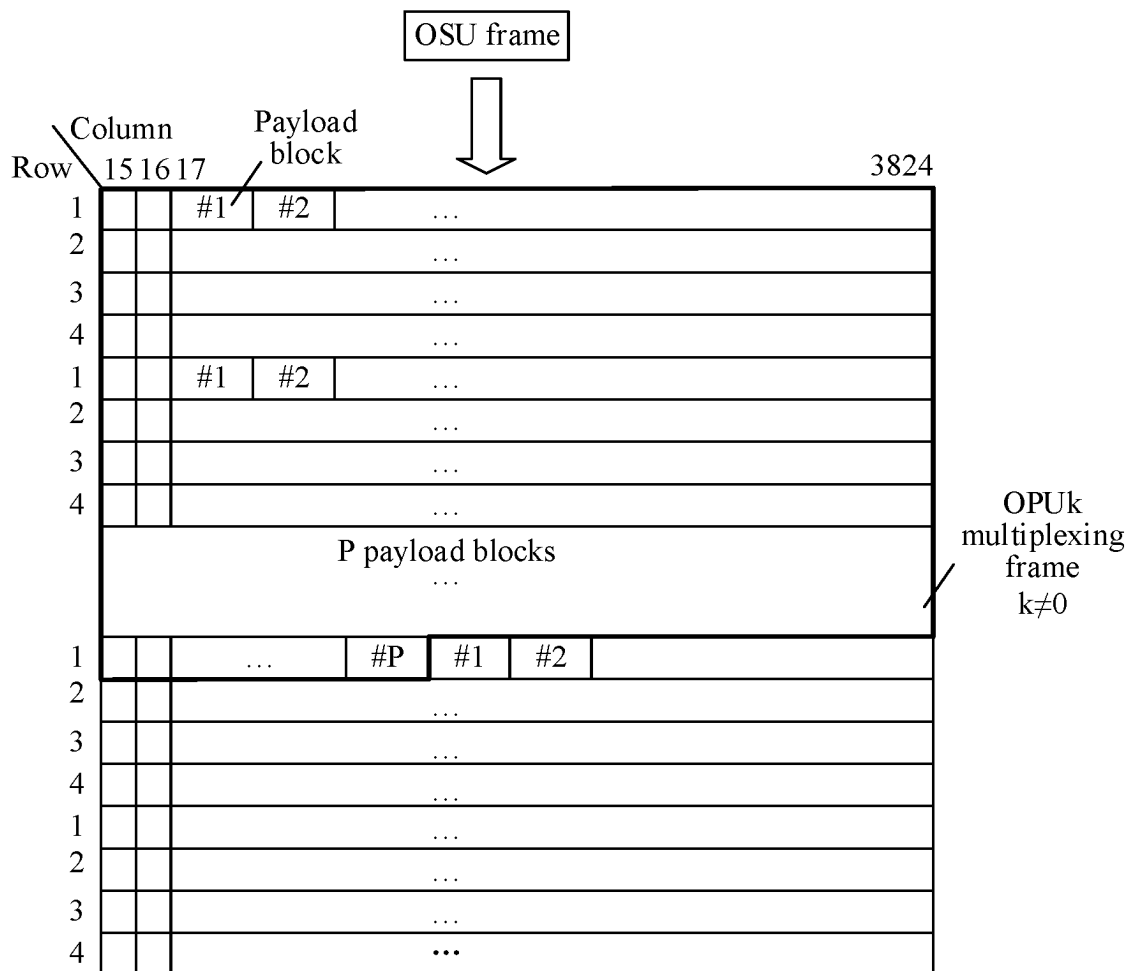 OSU frame
Column
Payload
block
Row
15 16 17
3824
1 #1 #2 ...
2 ...
3 ...
4 ...
1 #1 #2 ...
2 ...
3 ...
4 ...
P payload blocks
...
OPUk
multiplexing
frame
k≠0
1 ... #P #1 #2
2 ...
3 ...
4 ...
1 ...
2 ...
3 ...
4 ...